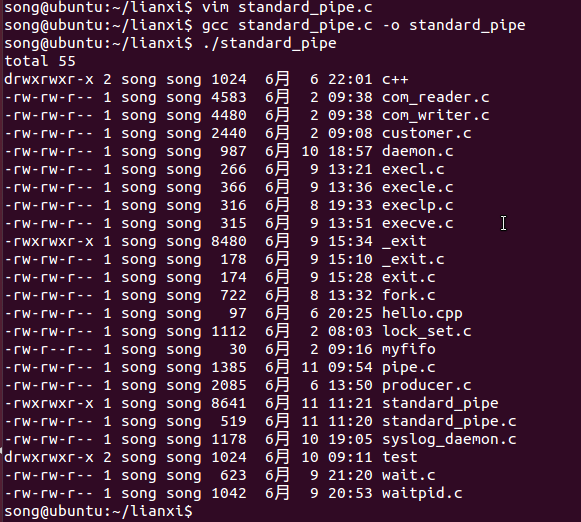 song@ubuntu:~/lianxi$ vim standard_pipe.c
song@ubuntu:~/lianxi$ gcc standard_pipe.c -o standard_pipe
song@ubuntu:~/lianxi$ ./standard_pipe
total 55
drwxrwxr-x 2 song song 1024  6月   6 22:01 c++
-rw-rw-r-- 1 song song 4583  6月   2 09:38 com_reader.c
-rw-rw-r-- 1 song song 4480  6月   2 09:38 com_writer.c
-rw-rw-r-- 1 song song 2440  6月   2 09:08 customer.c
-rw-rw-r-- 1 song song  987  6月  10 18:57 daemon.c
-rw-rw-r-- 1 song song  266  6月   9 13:21 execl.c
-rw-rw-r-- 1 song song  366  6月   9 13:36 execle.c
-rw-rw-r-- 1 song song  316  6月   8 19:33 execlp.c
-rw-rw-r-- 1 song song  315  6月   9 13:51 execve.c
-rwxrwxr-x 1 song song 8480  6月   9 15:34 _exit
-rw-rw-r-- 1 song song  178  6月   9 15:10 _exit.c
-rw-rw-r-- 1 song song  174  6月   9 15:28 exit.c
-rw-rw-r-- 1 song song  722  6月   8 13:32 fork.c
-rw-rw-r-- 1 song song   97  6月   6 20:25 hello.cpp
-rw-rw-r-- 1 song song 1112  6月   2 08:03 lock_set.c
-rw-r--r-- 1 song song   30  6月   2 09:16 myfifo
-rw-rw-r-- 1 song song 1385  6月  11 09:54 pipe.c
-rw-rw-r-- 1 song song 2085  6月   6 13:50 producer.c
-rwxrwxr-x 1 song song 8641  6月  11 11:21 standard_pipe
-rw-rw-r-- 1 song song  519  6月  11 11:20 standard_pipe.c
-rw-rw-r-- 1 song song 1178  6月  10 19:05 syslog_daemon.c
drwxrwxr-x 2 song song 1024  6月  10 09:11 test
-rw-rw-r-- 1 song song  623  6月   9 21:20 wait.c
-rw-rw-r-- 1 song song 1042  6月   9 20:53 waitpid.c
song@ubuntu:~/lianxi$